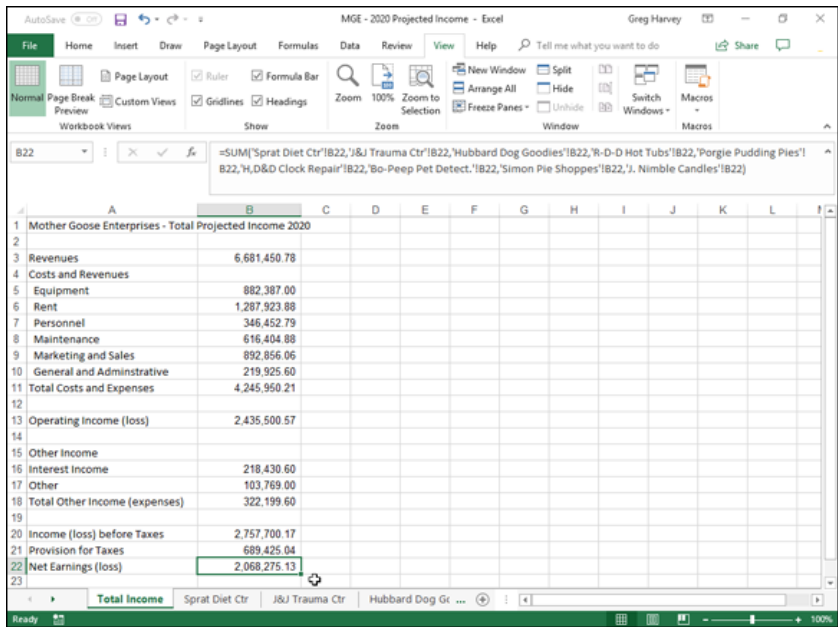 AutoSave Off MGE - 2020 Projected Income - Excel Greg Harvey
File Home Insert Draw Page Layout Formulas Data Review View Help Tell me what you want to do Share
Normal Page Break Preview Page Layout Custom Views
Workbook Views
Ruler Formula Bar
Gridlines Headings
Show
Zoom 100% Zoom to Selection
Zoom
New Window Split
Arrange All Hide
Freeze Panes Unhide
Switch Windows
Window
Macros
Macros
B22 fx =SUM('Sprat Diet Ctr'!B22,'J&J Trauma Ctr'!B22,'Hubbard Dog Goodies'!B22,'R-D-D Hot Tubs'!B22,'Porgie Pudding Pies'!
B22,'H,D&D Clock Repair'!B22,'Bo-Peep Pet Detect.'!B22,'Simon Pie Shoppes'!B22,'J. Nimble Candles'!B22)
A B C D E F G H I J K L
1 Mother Goose Enterprises - Total Projected Income 2020
2
3 Revenues 6,681,450.78
4 Costs and Revenues
5 Equipment 882,387.00
6 Rent 1,287,923.88
7 Personnel 346,452.79
8 Maintenance 616,404.88
9 Marketing and Sales 892,856.06
10 General and Adminstrative 219,925.60
11 Total Costs and Expenses 4,245,950.21
12
13 Operating Income (loss) 2,435,500.57
14
15 Other Income
16 Interest Income 218,430.60
17 Other 103,769.00
18 Total Other Income (expenses) 322,199.60
19
20 Income (loss) before Taxes 2,757,700.17
21 Provision for Taxes 689,425.04
22 Net Earnings (loss) 2,068,275.13
23
Total Income Sprat Diet Ctr J&J Trauma Ctr Hubbard Dog Gc ...
Ready 100%